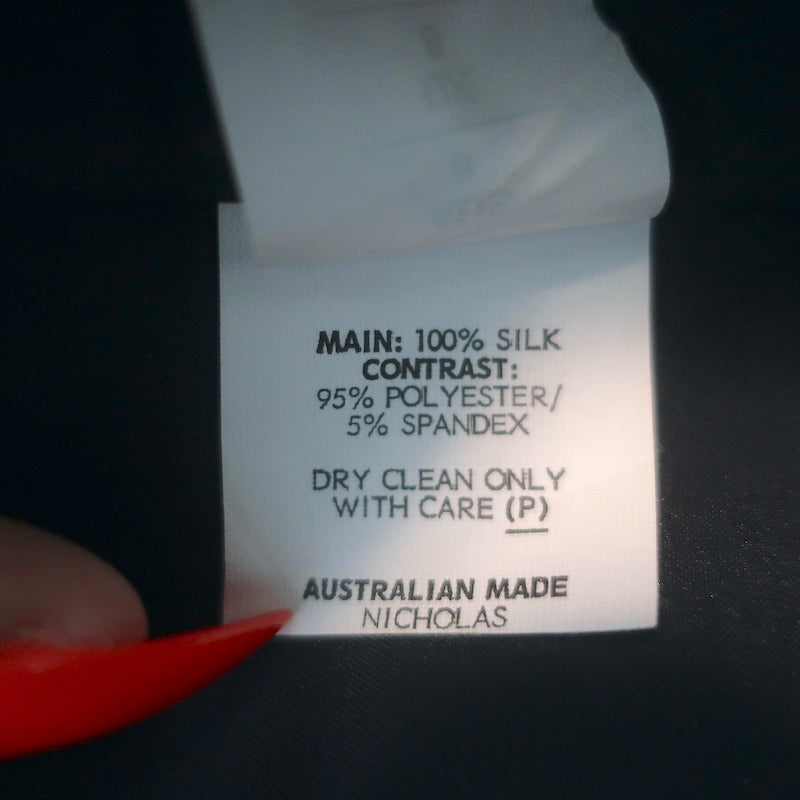 MAIN: 100% SILK
CONTRAST:
95% POLYESTER/
5% SPANDEX
DRY CLEAN ONLY
WITH CARE (P)
AUSTRALIAN MADE
NICHOLAS